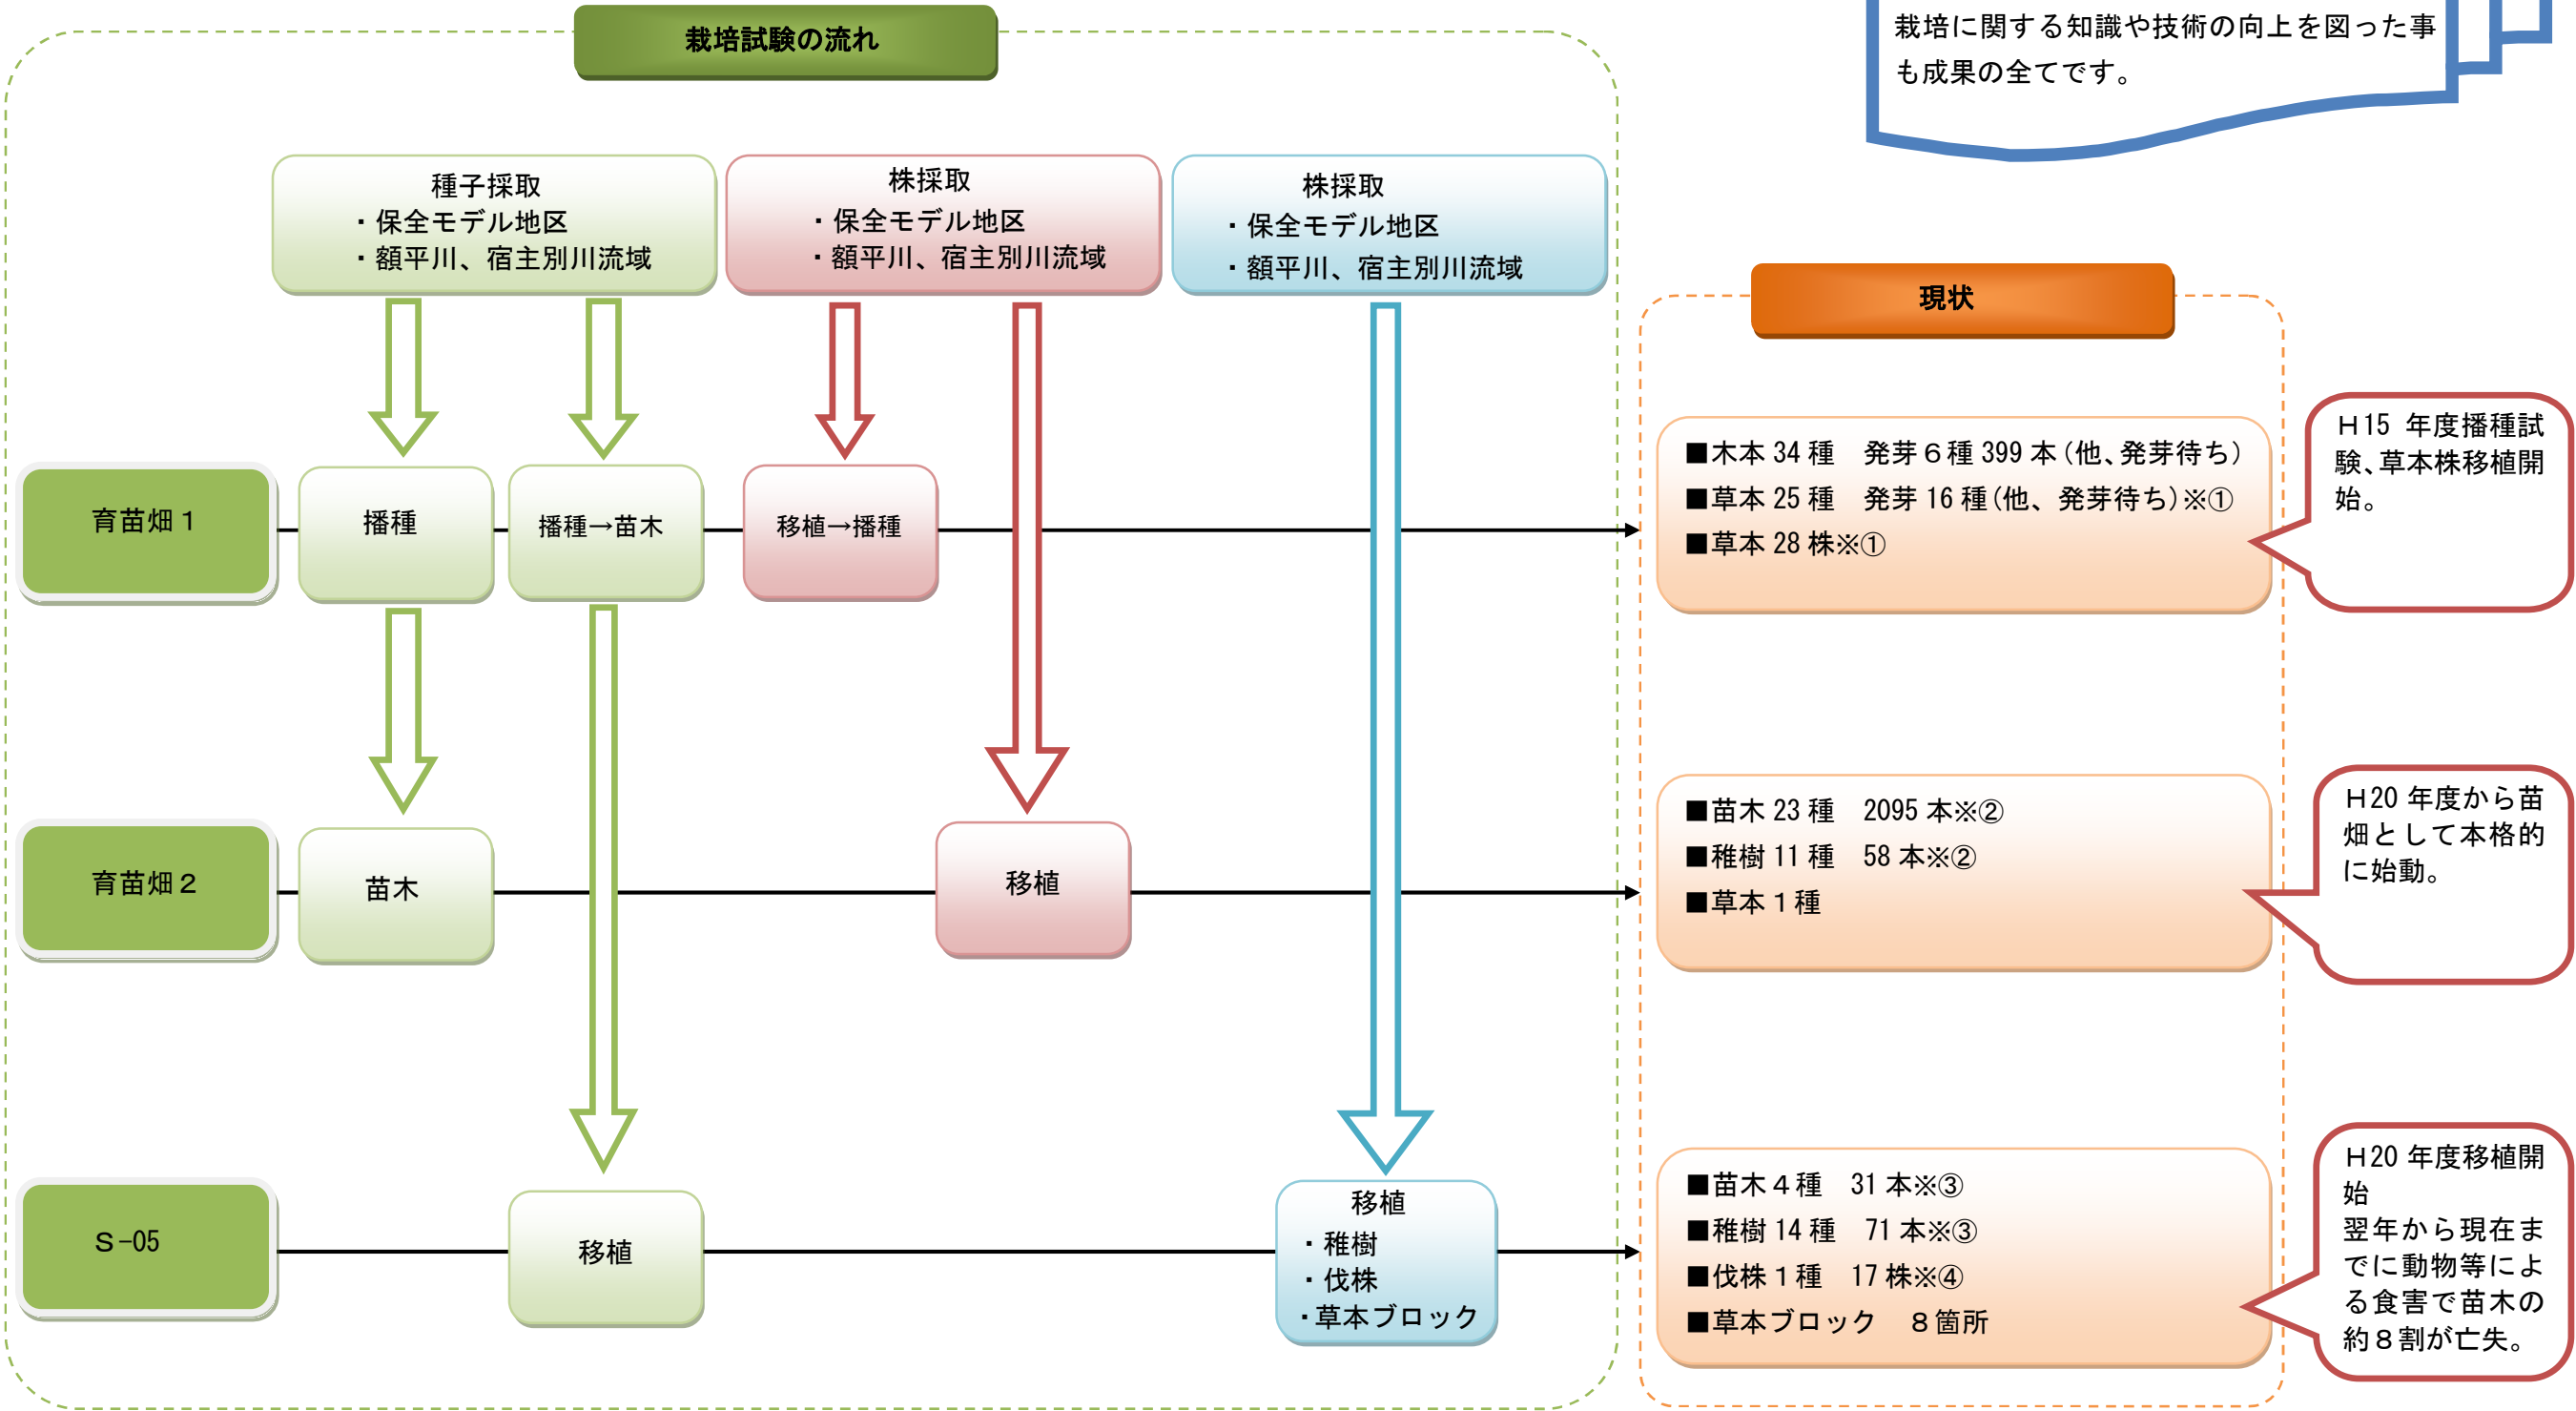 栽培に関する知識や技術の向上を図った事
も成果の全てです。
栽培試験の流れ
種子採取
・保全モデル地区
・額平川、宿主別川流域
株採取
・保全モデル地区
・額平川、宿主別川流域
株採取
・保全モデル地区
・額平川、宿主別川流域
現状
育苗畑１
播種
播種→苗木
移植→播種
■木本 34 種　発芽６種 399 本(他、発芽待ち)
■草本 25 種　発芽 16 種(他、発芽待ち)※①
■草本 28 株※①
Ｈ15 年度播種試
験、草本株移植開
始。
育苗畑２
苗木
移植
■苗木 23 種　2095 本※②
■稚樹 11 種　58 本※②
■草本１種
Ｈ20 年度から苗
畑として本格的
に始動。
Ｓ-05
移植
移植
・稚樹
・伐株
・草本ブロック
■苗木４種　31 本※③
■稚樹 14 種　71 本※③
■伐株１種　17 株※④
■草本ブロック　８箇所
Ｈ20 年度移植開
始
翌年から現在ま
でに動物等によ
る食害で苗木の
約８割が亡失。